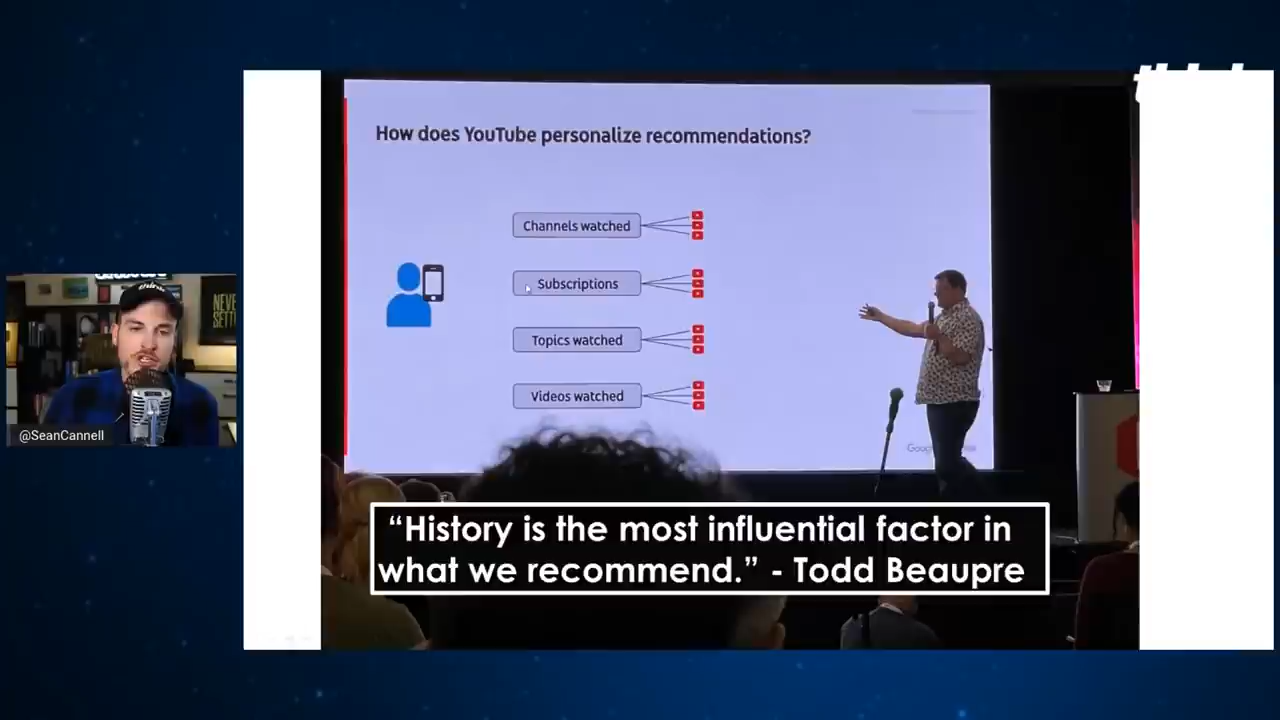 How does YouTube personalize recommendations?
Channels watched
Subscriptions
Topics watched
Videos watched
NEVER
@SeanCannell
“History is the most influential factor in
what we recommend.” - Todd Beaupre